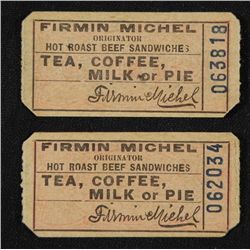 FIRMIN MICHEL
ORIGINATOR
HOT ROAST BEEF SANDWICHES
TEA, COFFEE,
MILK or PIE
Firmin Michel
063818
FIRMIN MICHEL
ORIGINATOR
HOT ROAST BEEF SANDWICHES
TEA, COFFEE,
MILK or PIE
Firmin Michel
062034